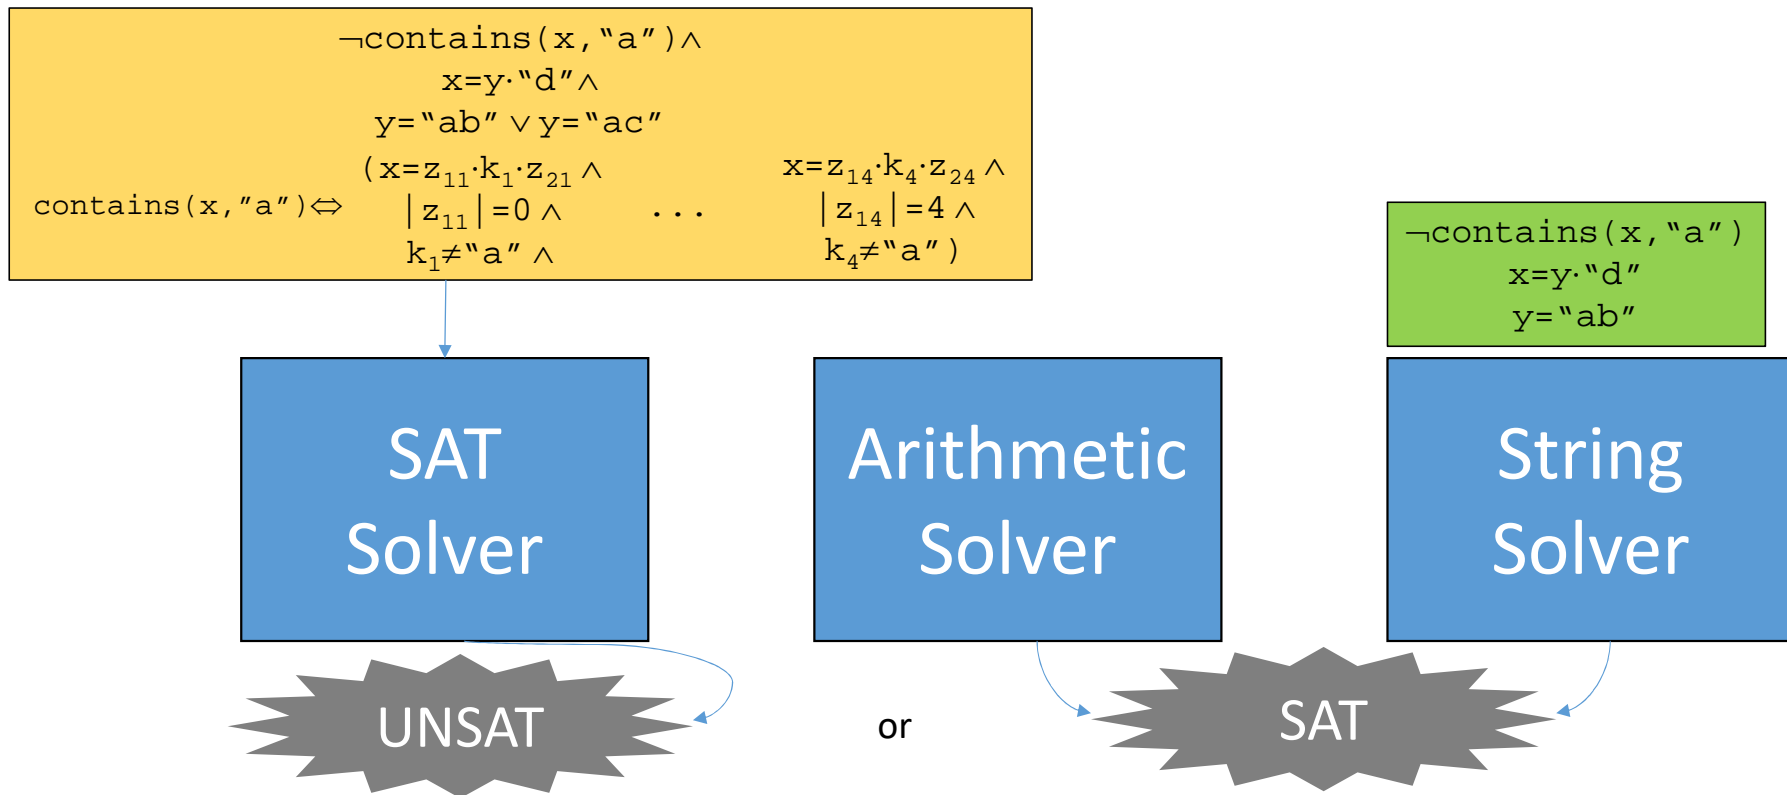 ¬contains(x,“a”)∧
x=y·“d”∧
y=“ab”∨y=“ac”
contains(x,”a”)⇔ (x=z₁₁·k₁·z₂₁∧ |z₁₁|=0∧ k₁≠“a”∧
...
x=z₁₄·k₄·z₂₄∧ |z₁₄|=4∧ k₄≠“a”)
¬contains(x,“a”)
x=y·“d”
y=“ab”
SAT
Solver
Arithmetic
Solver
String
Solver
UNSAT
or
SAT